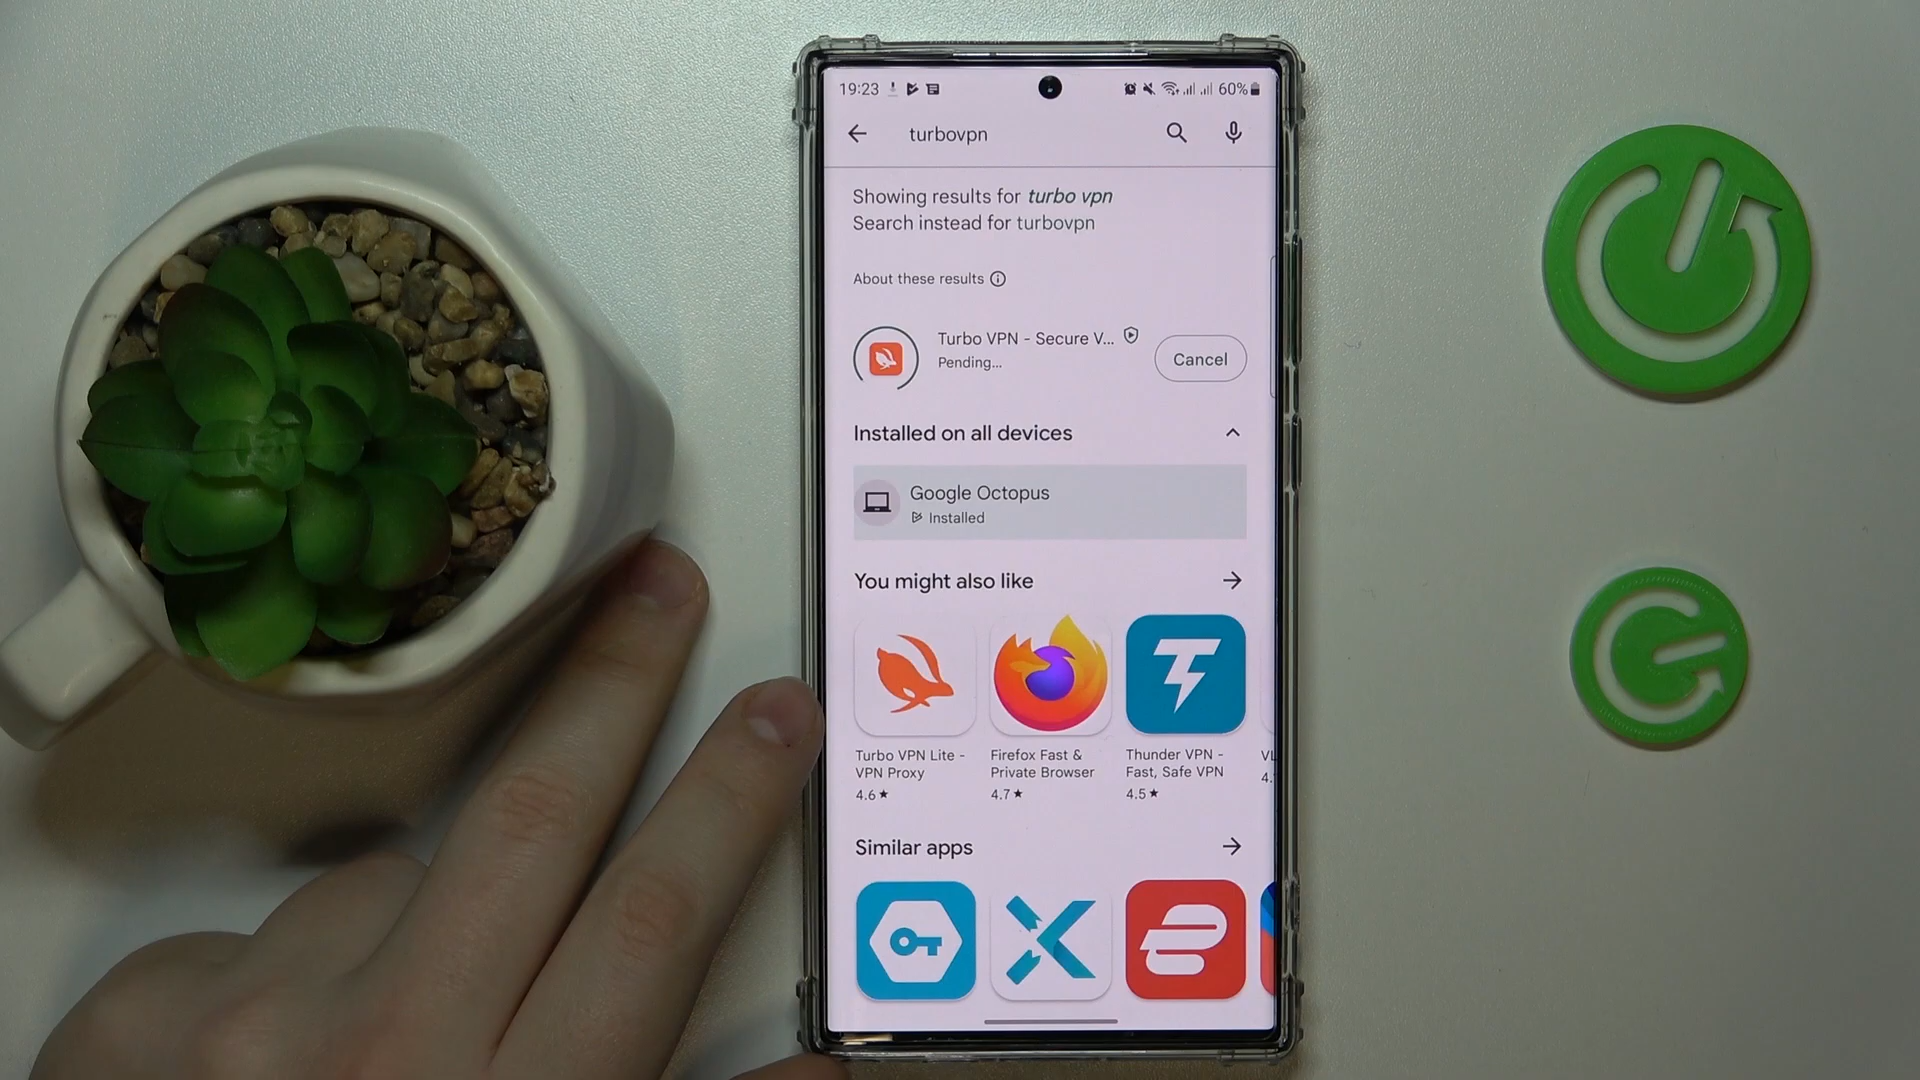 19:23
60%
turbovpn
Showing results for turbo vpn
Search instead for turbovpn
About these results
Turbo VPN - Secure V...
Pending...
Cancel
Installed on all devices
Google Octopus
Installed
You might also like
Turbo VPN Lite -
VPN Proxy
4.6★
Firefox Fast &
Private Browser
4.7★
Thunder VPN -
Fast, Safe VPN
4.5★
VL
4.
Similar apps